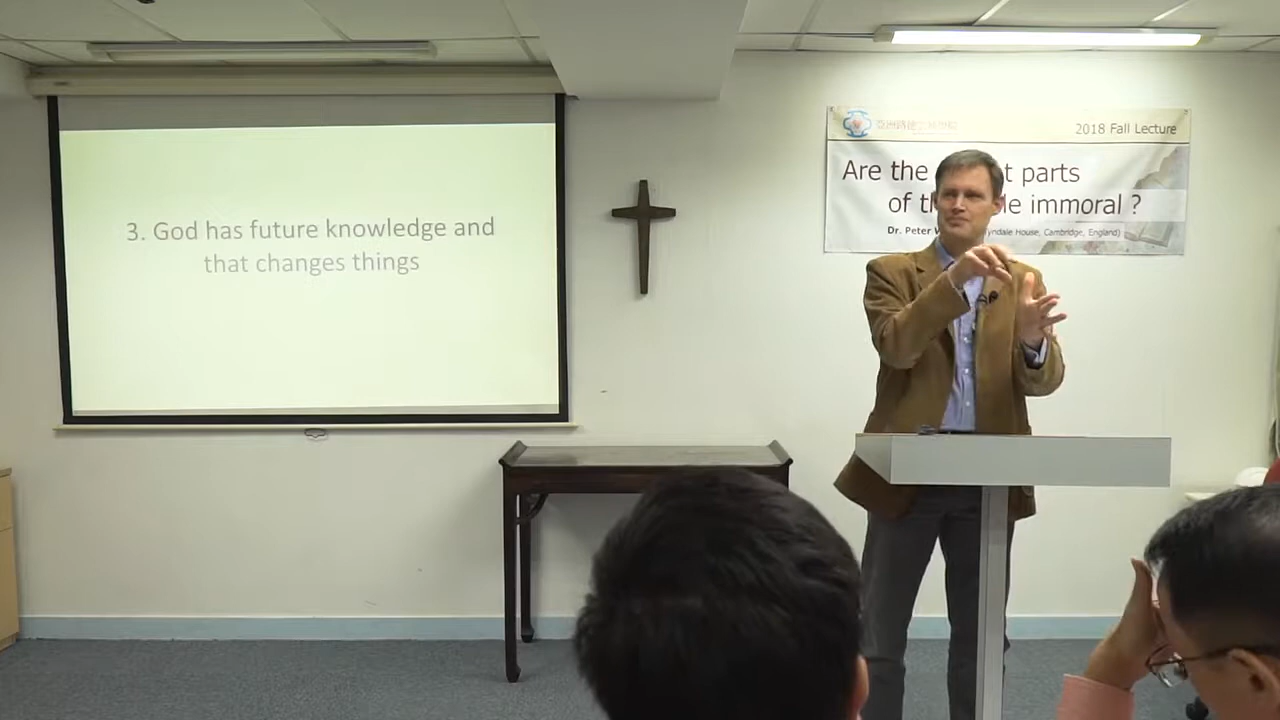 3. God has future knowledge and
that changes things
2018 Fall Lecture
Are the t parts
of th le immoral ?
Dr. Peter W yndale House, Cambridge, England)